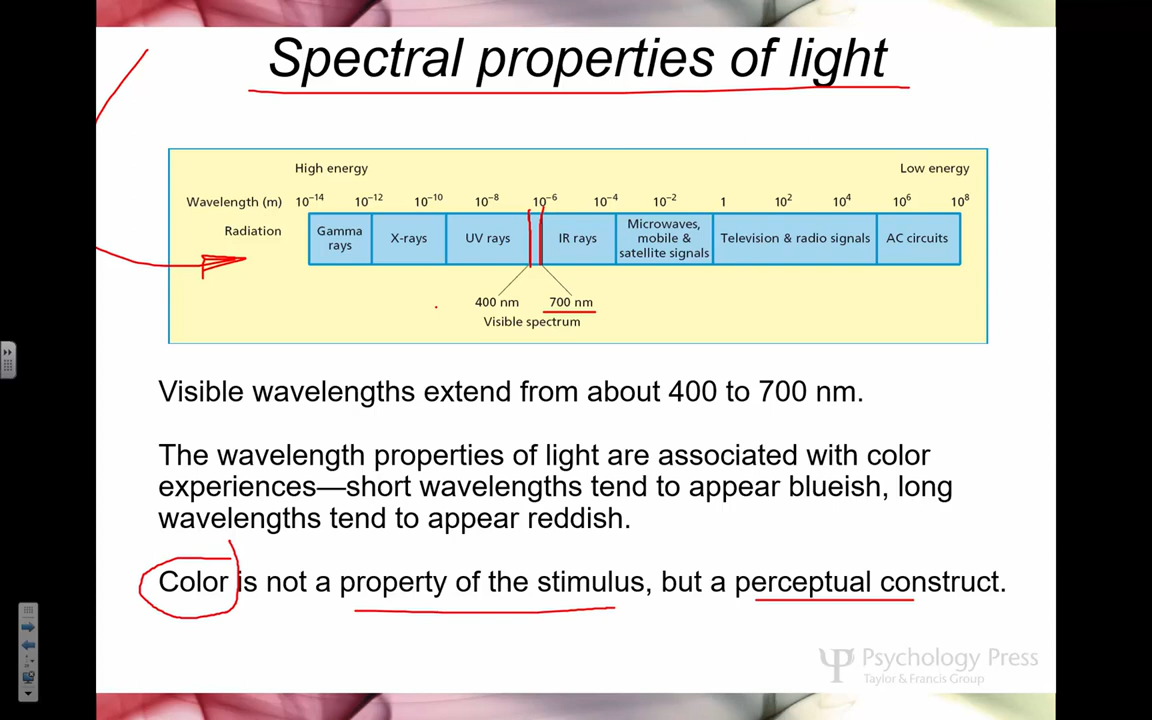 Spectral properties of light
High energy Low energy
Wavelength (m) 10⁻¹⁴ 10⁻¹² 10⁻¹⁰ 10⁻⁸ 10⁻⁶ 10⁻⁴ 10⁻² 1 10² 10⁴ 10⁶ 10⁸
Radiation
Gamma
rays
X-rays
UV rays
IR rays
Microwaves,
mobile &
satellite signals
Television & radio signals
AC circuits
400 nm 700 nm
Visible spectrum
Visible wavelengths extend from about 400 to 700 nm.
The wavelength properties of light are associated with color
experiences—short wavelengths tend to appear blueish, long
wavelengths tend to appear reddish.
Color is not a property of the stimulus, but a perceptual construct.
Psychology Press
Taylor & Francis Group